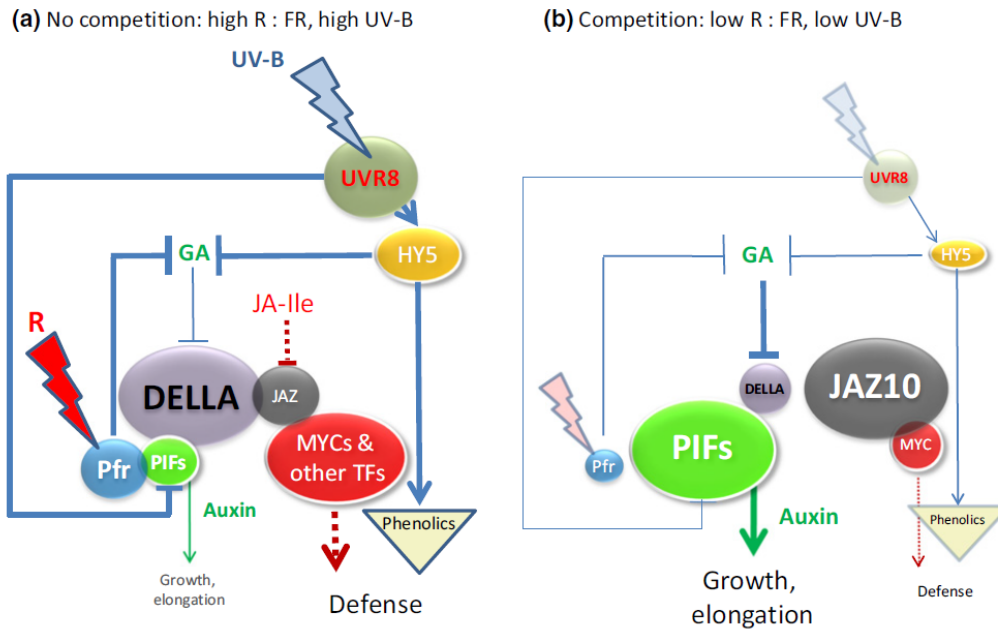 (a) No competition: high R : FR, high UV-B
UV-B
UVR8
GA
HY5
JA-Ile
R
DELLA
JAZ
MYCs &
other TFs
Pfr
PIFs
Auxin
Phenolics
Growth,
elongation
Defense
(b) Competition: low R : FR, low UV-B
UVR8
GA
HY5
DELLA
JAZ10
PIFs
MYC
Pfr
Auxin
Phenolics
Growth,
elongation
Defense